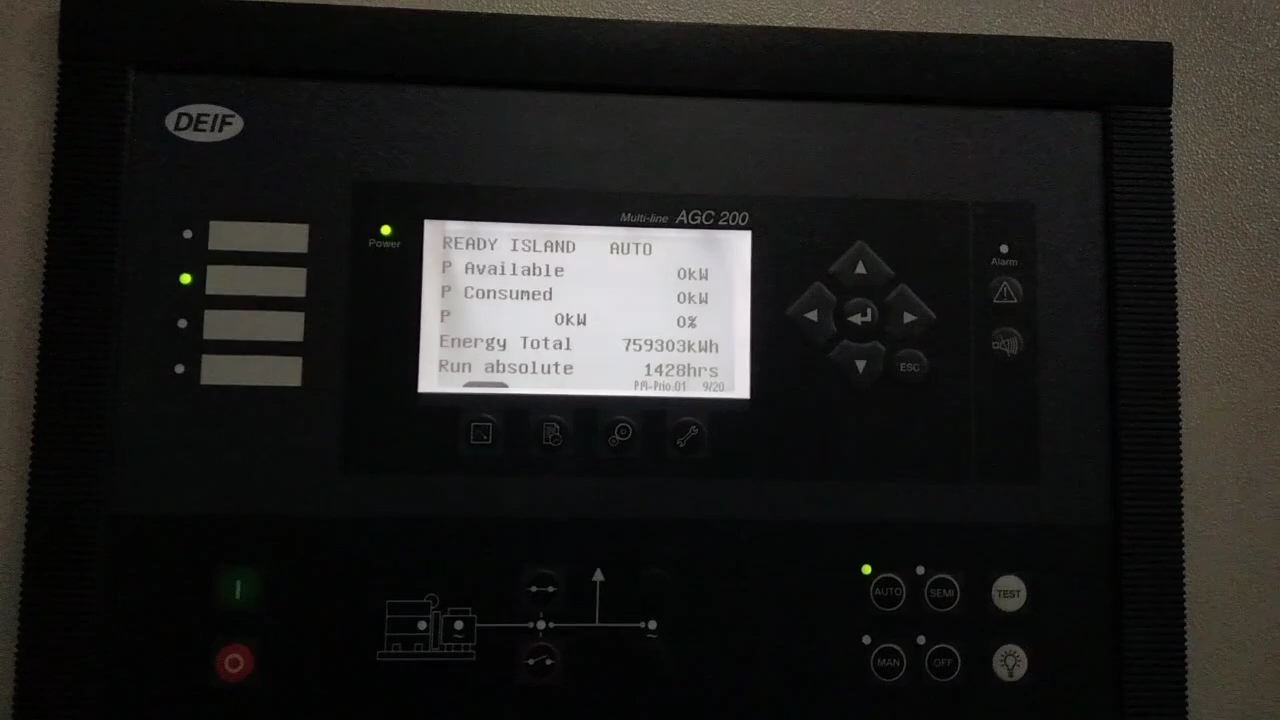 DEIF
Multi-line AGC 200
Power
READY ISLAND AUTO
P Available 0kW
P Consumed 0kW
P 0kW 0%
Energy Total 759303kWh
Run absolute 1428hrs
PM-Prio.01 9/20
Alarm
ESC
AUTO
SEMI
TEST
MAN
OFF